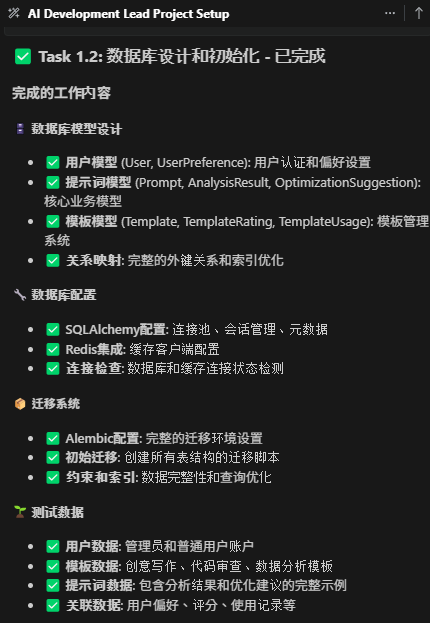 AI Development Lead Project Setup
Task 1.2: 数据库设计和初始化 - 已完成
完成的工作内容
数据库模型设计
用户模型 (User, UserPreference): 用户认证和偏好设置
提示词模型 (Prompt, AnalysisResult, OptimizationSuggestion):
核心业务模型
模板模型 (Template, TemplateRating, TemplateUsage): 模板管理
系统
关系映射: 完整的外键关系和索引优化
数据库配置
SQLAlchemy配置: 连接池、会话管理、元数据
Redis集成: 缓存客户端配置
连接检查: 数据库和缓存连接状态检测
迁移系统
Alembic配置: 完整的迁移环境设置
初始迁移: 创建所有表结构的迁移脚本
约束和索引: 数据完整性和查询优化
测试数据
用户数据: 管理员和普通用户账户
模板数据: 创意写作、代码审查、数据分析模板
提示词数据: 包含分析结果和优化建议的完整示例
关联数据: 用户偏好、评分、使用记录等